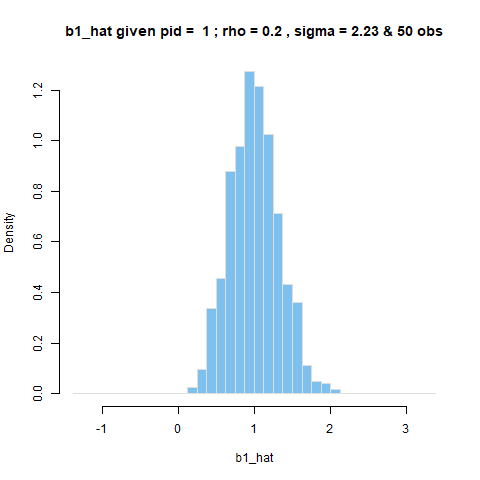 b1_hat given pid =  1 ; rho = 0.2 , sigma = 2.23 & 50 obs
Density
0.0 0.2 0.4 0.6 0.8 1.0 1.2
-1 0 1 2 3
b1_hat